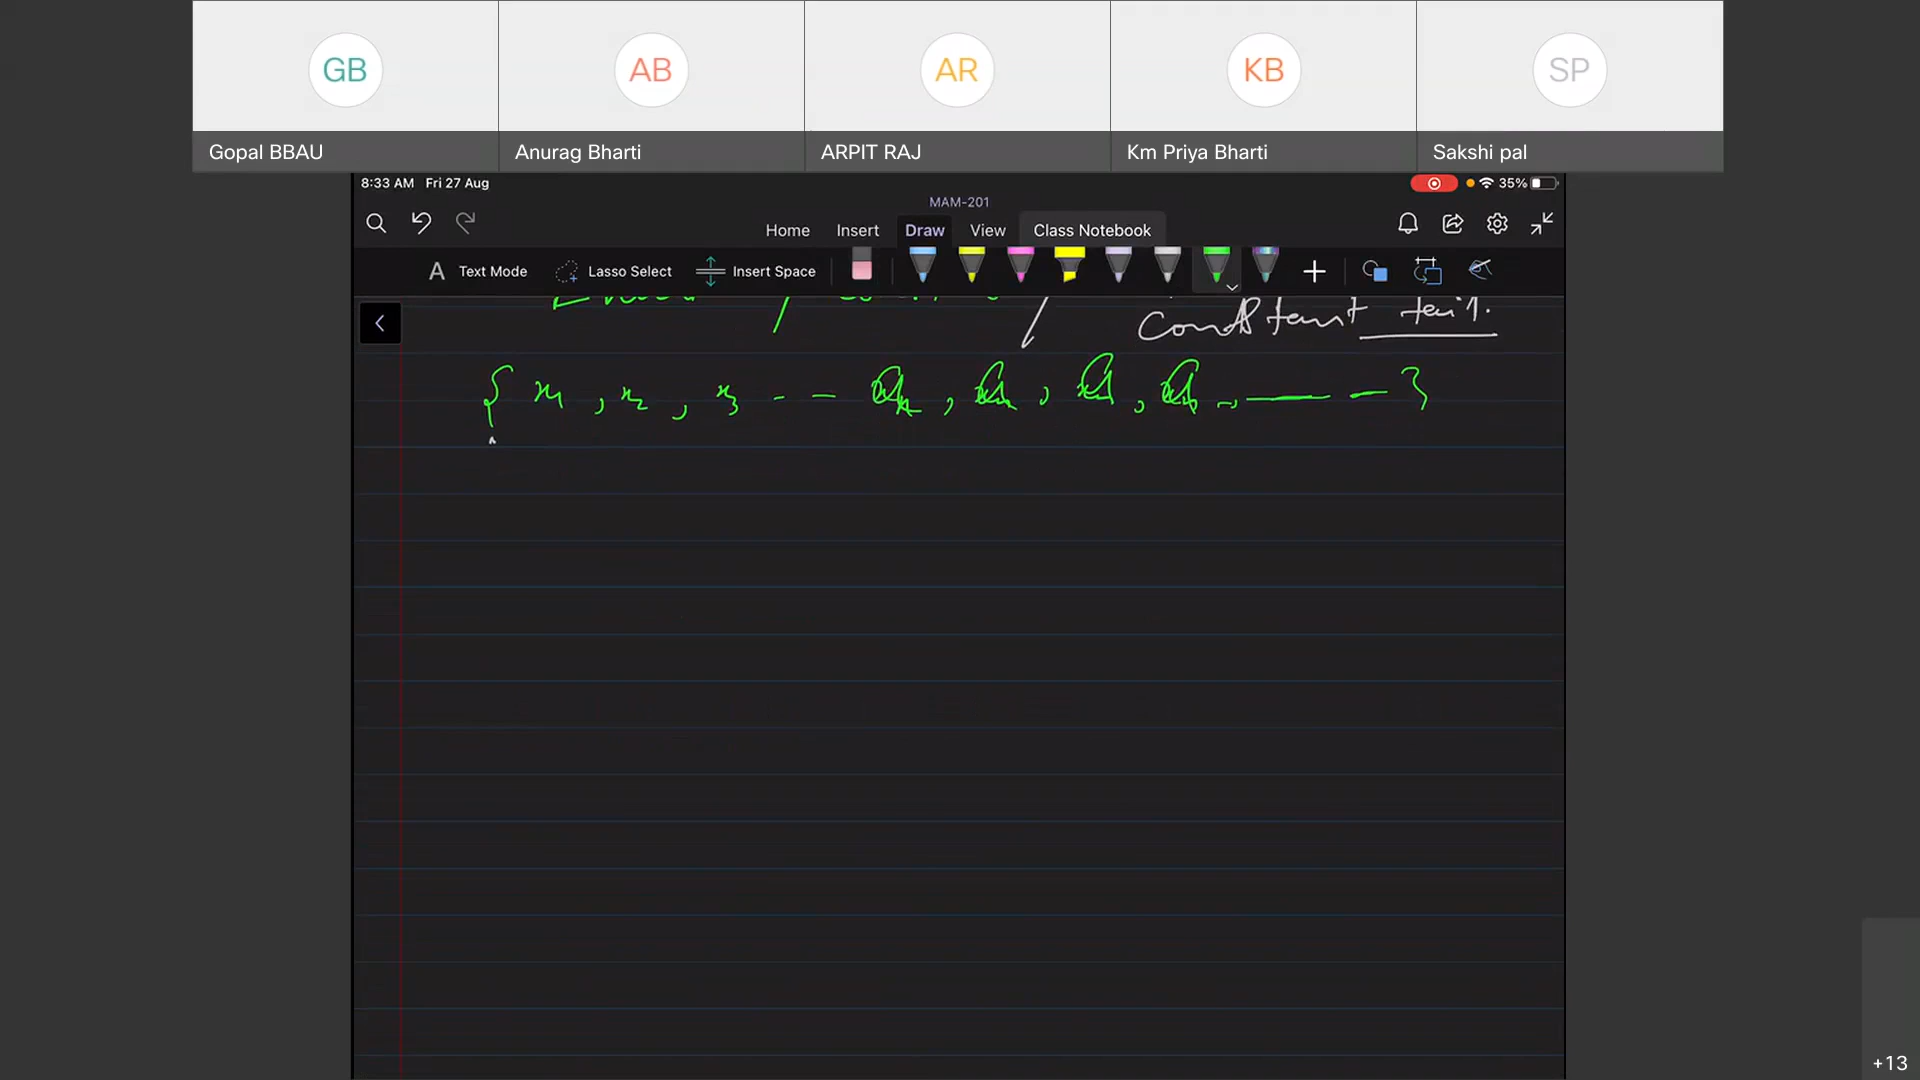 GB AB AR KB SP
Gopal BBAU Anurag Bharti ARPIT RAJ Km Priya Bharti Sakshi pal
8:33 AM Fri 27 Aug 35%
MAM-201
Home Insert Draw View Class Notebook
A Text Mode Lasso Select Insert Space
constant tail.
{ x1, x2, x3 - -
+13